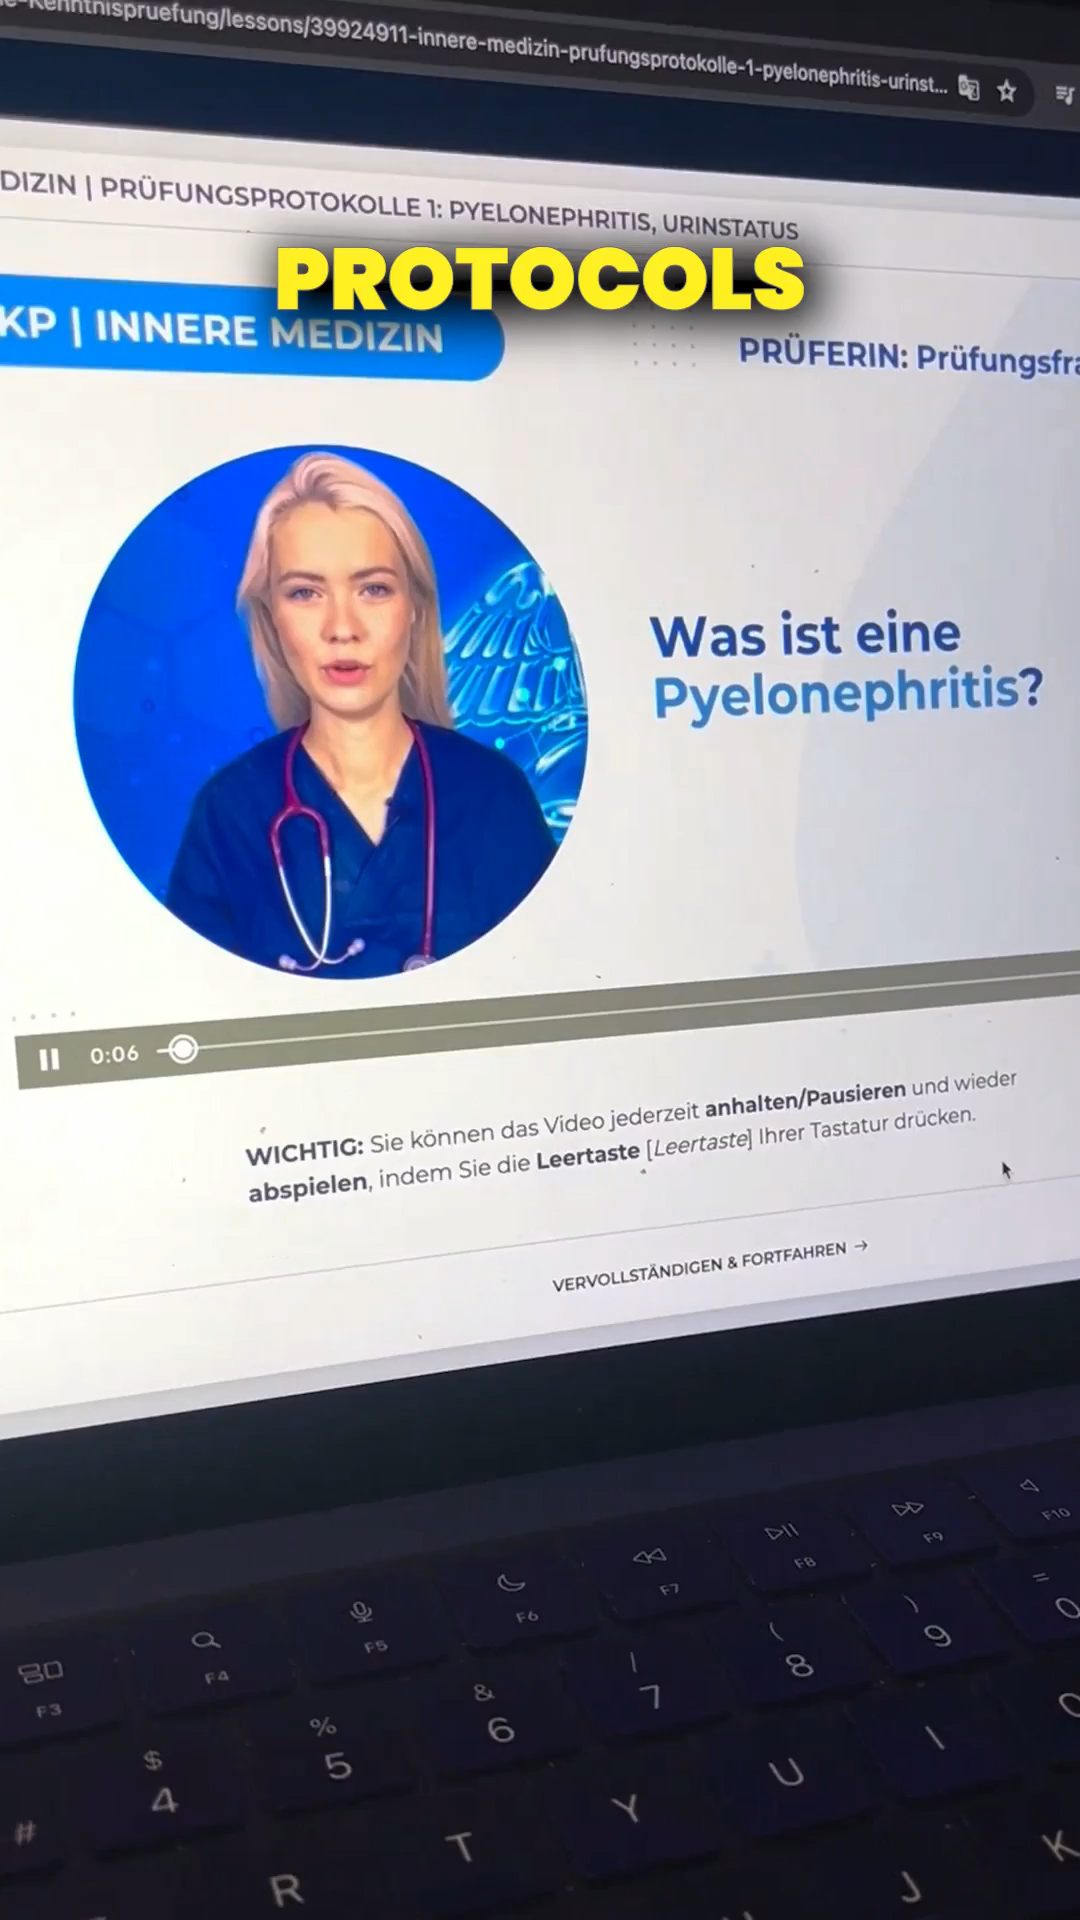 e-Kenntnispruefung/lessons/39924911-innere-medizin-prufungsprotokolle-1-pyelonephritis-urinst...
DIZIN | PRÜFUNGSPROTOKOLLE 1: PYELONEPHRITIS, URINSTATUS
PROTOCOLS
KP | INNERE MEDIZIN
PRÜFERIN: Prüfungsfra
Was ist eine
Pyelonephritis?
0:06
WICHTIG: Sie können das Video jederzeit anhalten/Pausieren und wieder
abspielen, indem Sie die Leertaste [Leertaste] Ihrer Tastatur drücken.
VERVOLLSTÄNDIGEN & FORTFAHREN →
F3 F4 F5 F6 F7 F8 F9 F10
# $ 4 % 5 & 6 7 ( 8 ) 9 = 0
R T Y U I O
J K